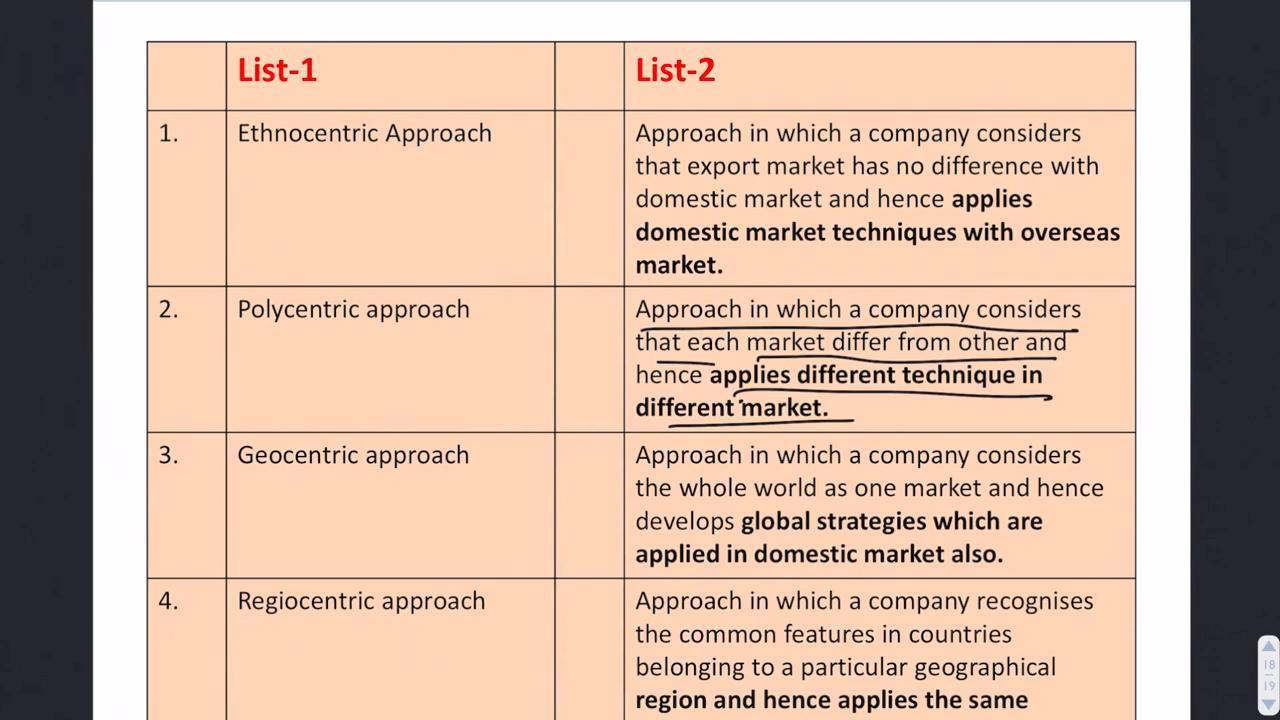 List-1
List-2
1.
Ethnocentric Approach
Approach in which a company considers
that export market has no difference with
domestic market and hence applies
domestic market techniques with overseas
market.
2.
Polycentric approach
Approach in which a company considers
that each market differ from other and
hence applies different technique in
different market.
3.
Geocentric approach
Approach in which a company considers
the whole world as one market and hence
develops global strategies which are
applied in domestic market also.
4.
Regiocentric approach
Approach in which a company recognises
the common features in countries
belonging to a particular geographical
region and hence applies the same
18
19